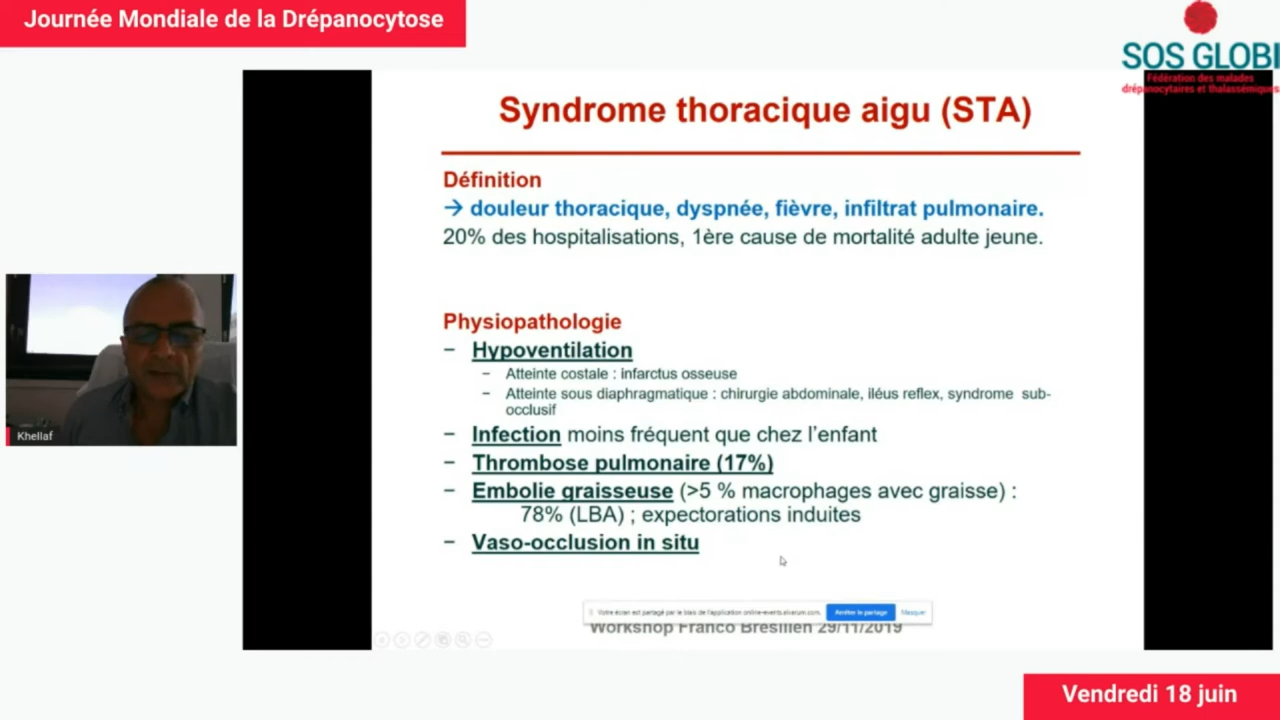 Journée Mondiale de la Drépanocytose
SOS GLOBI
Fédération des malades
drépanocytaires et thalassémiques
Syndrome thoracique aigu (STA)
Définition
→ douleur thoracique, dyspnée, fièvre, infiltrat pulmonaire.
20% des hospitalisations, 1ère cause de mortalité adulte jeune.
Physiopathologie
– Hypoventilation
– Atteinte costale : infarctus osseuse
– Atteinte sous diaphragmatique : chirurgie abdominale, iléus reflex, syndrome sub-
occlusif
– Infection moins fréquent que chez l'enfant
– Thrombose pulmonaire (17%)
– Embolie graisseuse (>5 % macrophages avec graisse) :
78% (LBA) ; expectorations induites
– Vaso-occlusion in situ
Khellaf
Votre écran est partagé par le biais de l'application online-events.alvarum.com. Arrêter le partage Masquer
Workshop Franco Brésilien 29/11/2019
Vendredi 18 juin